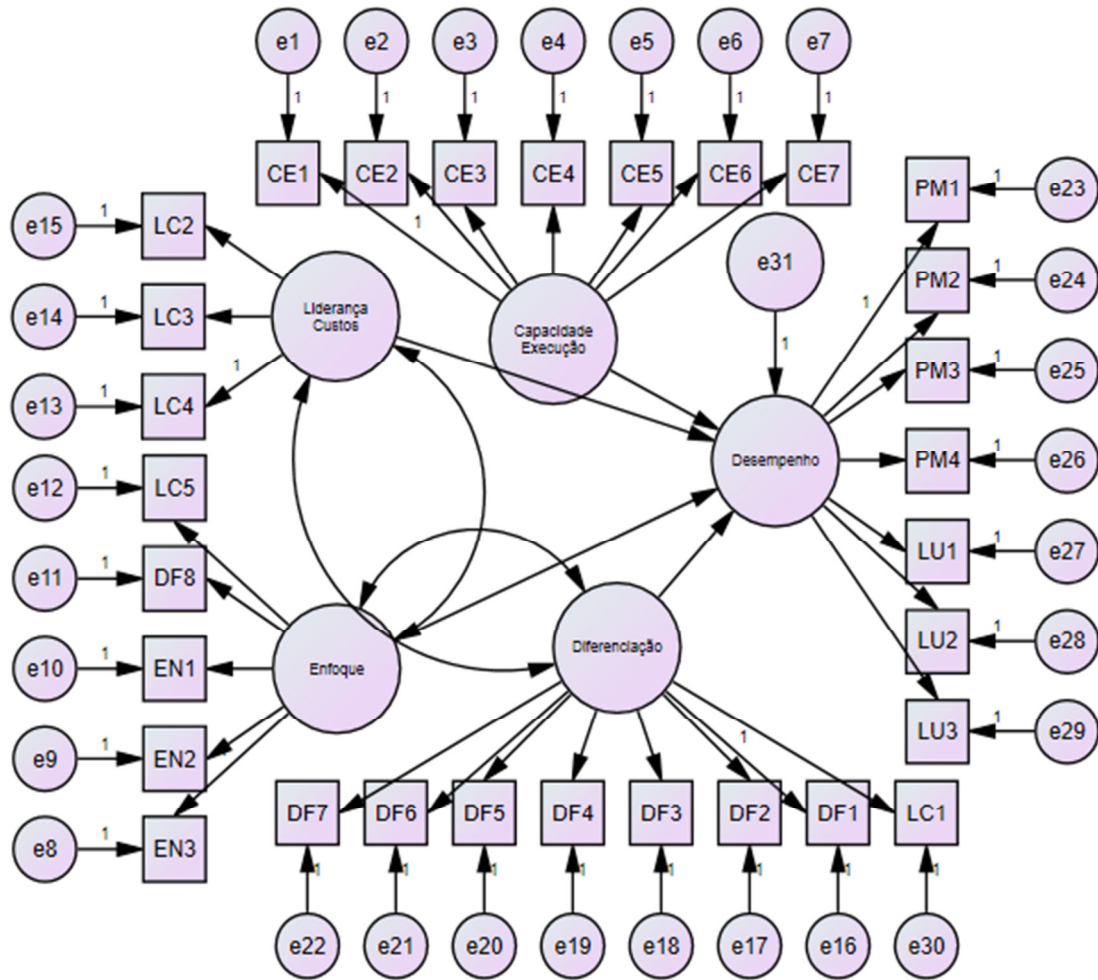 e1 e2 e3 e4 e5 e6 e7
1 1 1 1 1 1 1
CE1 CE2 CE3 CE4 CE5 CE6 CE7
1
e15 1 LC2
e14 1 LC3
e13 1 LC4
e12 1 LC5
e11 1 DF8
e10 1 EN1
e9 1 EN2
e8 1 EN3
Liderança
Custos
1
Capacidade
Execução
e31
1
Desempenho
1
PM1 1 e23
PM2 1 e24
PM3 1 e25
PM4 1 e26
LU1 1 e27
LU2 1 e28
LU3 1 e29
Enfoque
Diferenciação
1
DF7 DF6 DF5 DF4 DF3 DF2 DF1 LC1
1 1 1 1 1 1 1 1
e22 e21 e20 e19 e18 e17 e16 e30